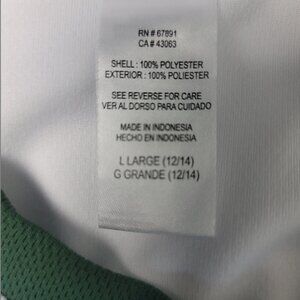 RN # 67891
CA # 43063
SHELL : 100% POLYESTER
EXTERIOR : 100% POLIESTER
SEE REVERSE FOR CARE
VER AL DORSO PARA CUIDADO
MADE IN INDONESIA
HECHO EN INDONESIA
L LARGE (12/14)
G GRANDE (12/14)